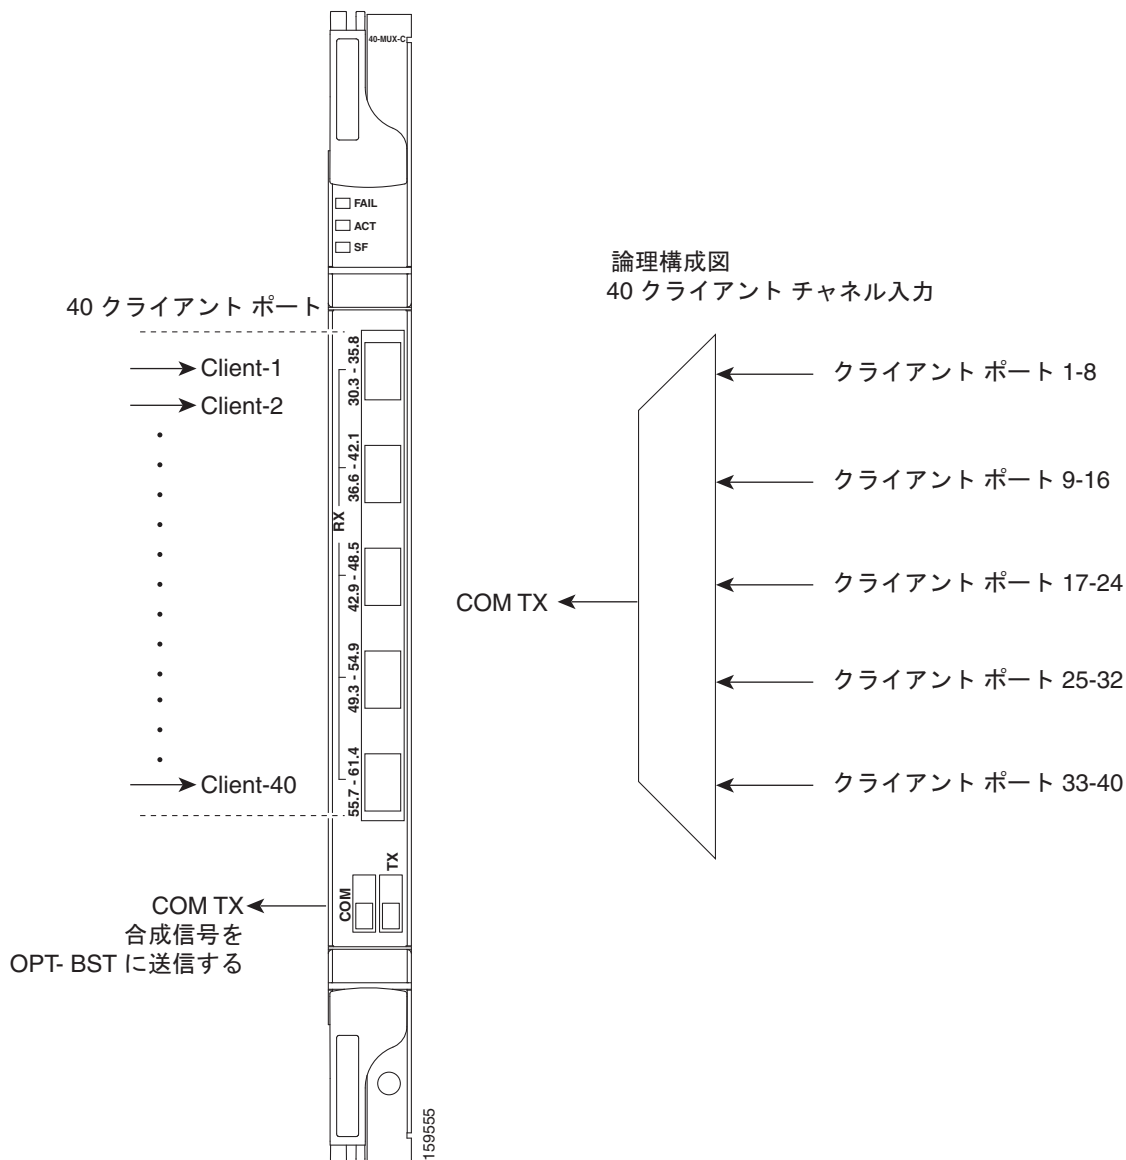 40-MUX-C
FAIL
ACT
SF
40 クライアント ポート
Client-1
Client-2
Client-40
RX
30.3 - 35.8
36.6 - 42.1
42.9 - 48.5
49.3 - 54.9
55.7 - 61.4
COM
TX
COM TX
合成信号を
OPT- BST に送信する
論理構成図
40 クライアント チャネル入力
クライアント ポート 1-8
クライアント ポート 9-16
クライアント ポート 17-24
COM TX
クライアント ポート 25-32
クライアント ポート 33-40
159555